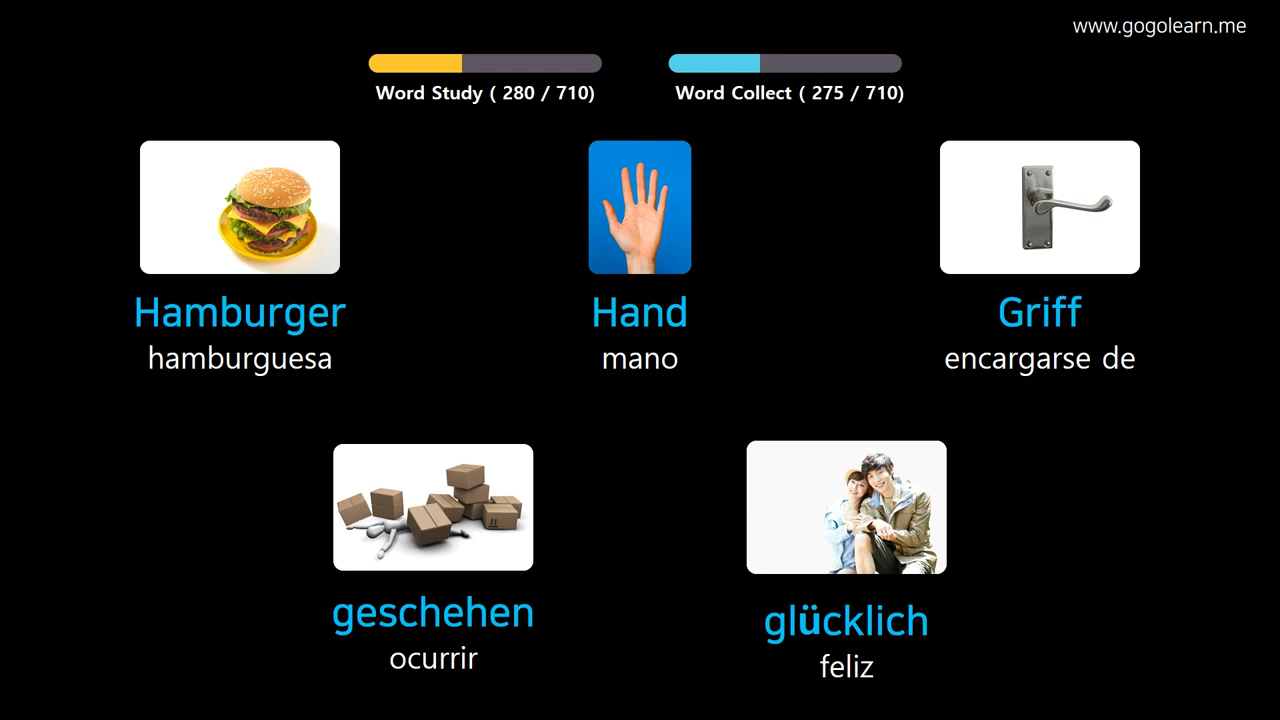 www.gogolearn.me
Word Study ( 280 / 710)
Word Collect ( 275 / 710)
Hamburger
hamburguesa
Hand
mano
Griff
encargarse de
geschehen
ocurrir
glücklich
feliz